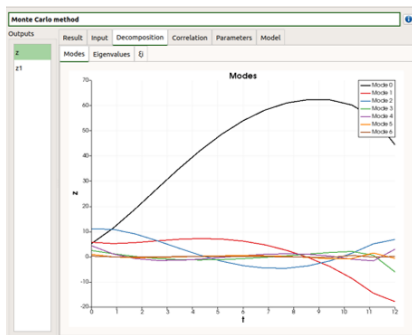 Monte Carlo method
Outputs
Result Input Decomposition Correlation Parameters Model
z
z1
Modes Eigenvalues ξi
Modes
70
60
50
40
30
20
10
0
-10
-20
z
0 1 2 3 4 5 6 7 8 9 10 11 12
t
Mode 0
Mode 1
Mode 2
Mode 3
Mode 4
Mode 5
Mode 6